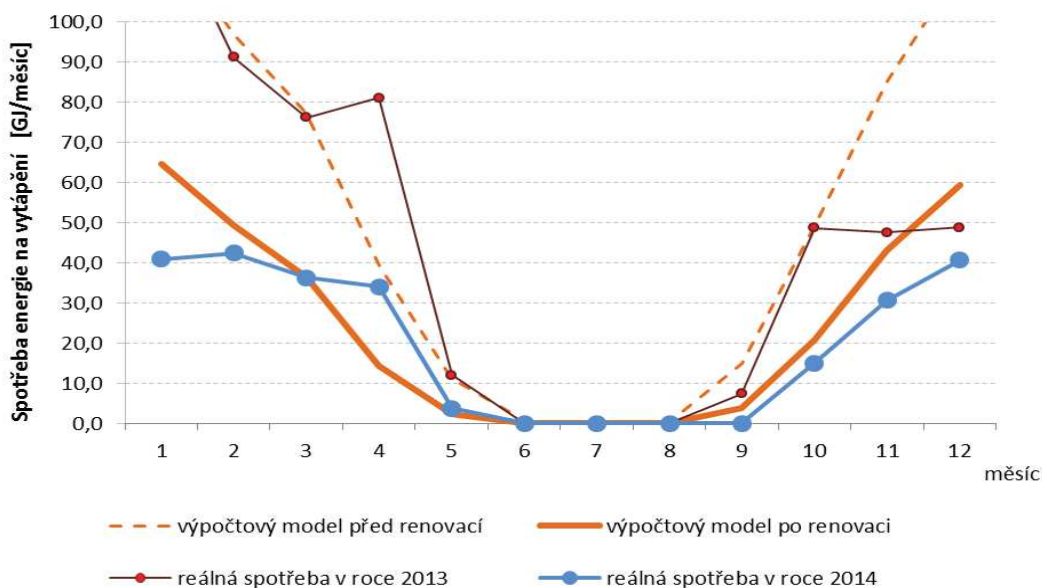 Spotřeba energie na vytápění [GJ/měsíc]
100,0
90,0
80,0
70,0
60,0
50,0
40,0
30,0
20,0
10,0
0,0
1 2 3 4 5 6 7 8 9 10 11 12
měsíc
výpočtový model před renovací
výpočtový model po renovaci
reálná spotřeba v roce 2013
reálná spotřeba v roce 2014